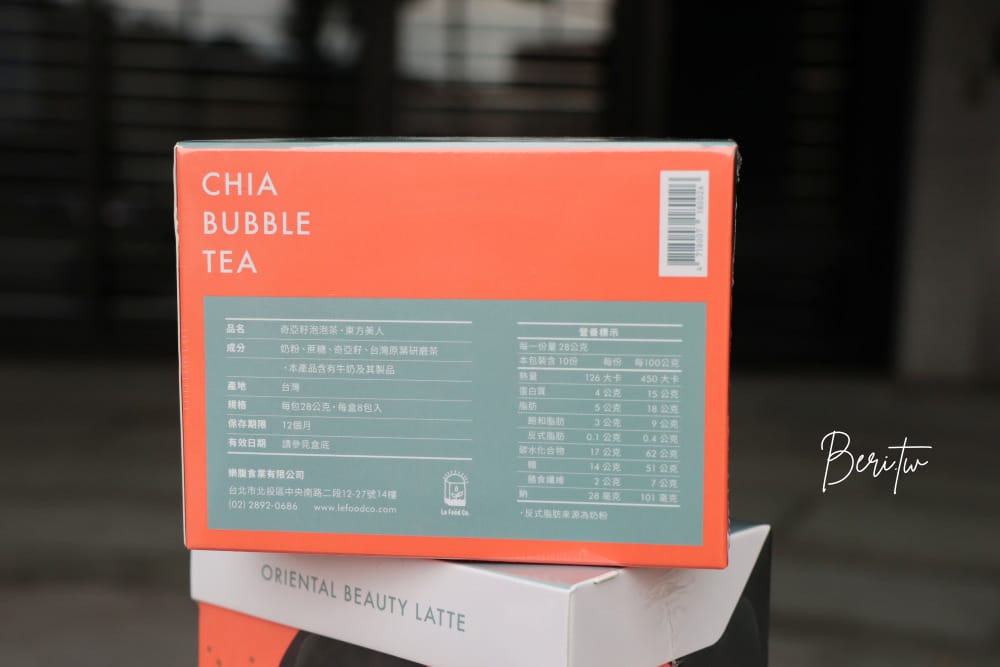 CHIA
BUBBLE
TEA
品名 奇亞籽泡泡茶・東方美人
成分 奶粉、蔗糖、奇亞籽、台灣原葉研磨茶
・本產品含有牛奶及其製品
產地 台灣
規格 每包28公克，每盒8包入
保存期限 12個月
有效日期 請參見盒底
樂腹食業有限公司
台北市北投區中央南路二段12-27號14樓
(02) 2892-0686 www.lefoodco.com
Le Food Co.
營養標示
每一份量 28公克
本包裝含 10份 每份 每100公克
熱量 126 大卡 450 大卡
蛋白質 4 公克 15 公克
脂肪 5 公克 18 公克
飽和脂肪 3 公克 9 公克
反式脂肪 0.1 公克 0.4 公克
碳水化合物 17 公克 62 公克
糖 14 公克 51 公克
膳食纖維 2 公克 7 公克
鈉 28 毫克 101 毫克
・反式脂肪來源為奶粉
ORIENTAL BEAUTY LATTE
Beri.tw